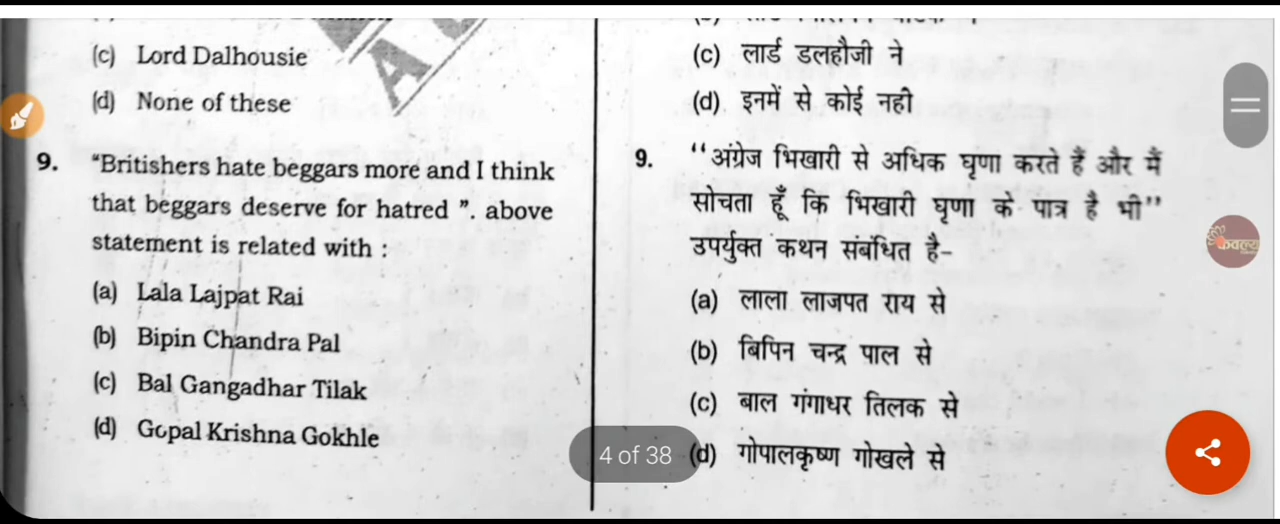 (c) Lord Dalhousie
(d) None of these
9. "Britishers hate beggars more and I think
that beggars deserve for hatred ". above
statement is related with :
(a) Lala Lajpat Rai
(b) Bipin Chandra Pal
(c) Bal Gangadhar Tilak
(d) Gopal Krishna Gokhle
(c) लार्ड डलहौजी ने
(d) इनमें से कोई नही
9. ''अंग्रेज भिखारी से अधिक घृणा करते हैं और मैं
सोचता हूँ कि भिखारी घृणा के पात्र है भी''
उपर्युक्त कथन संबंधित है-
(a) लाला लाजपत राय से
(b) बिपिन चन्द्र पाल से
(c) बाल गंगाधर तिलक से
(d) गोपालकृष्ण गोखले से
4 of 38